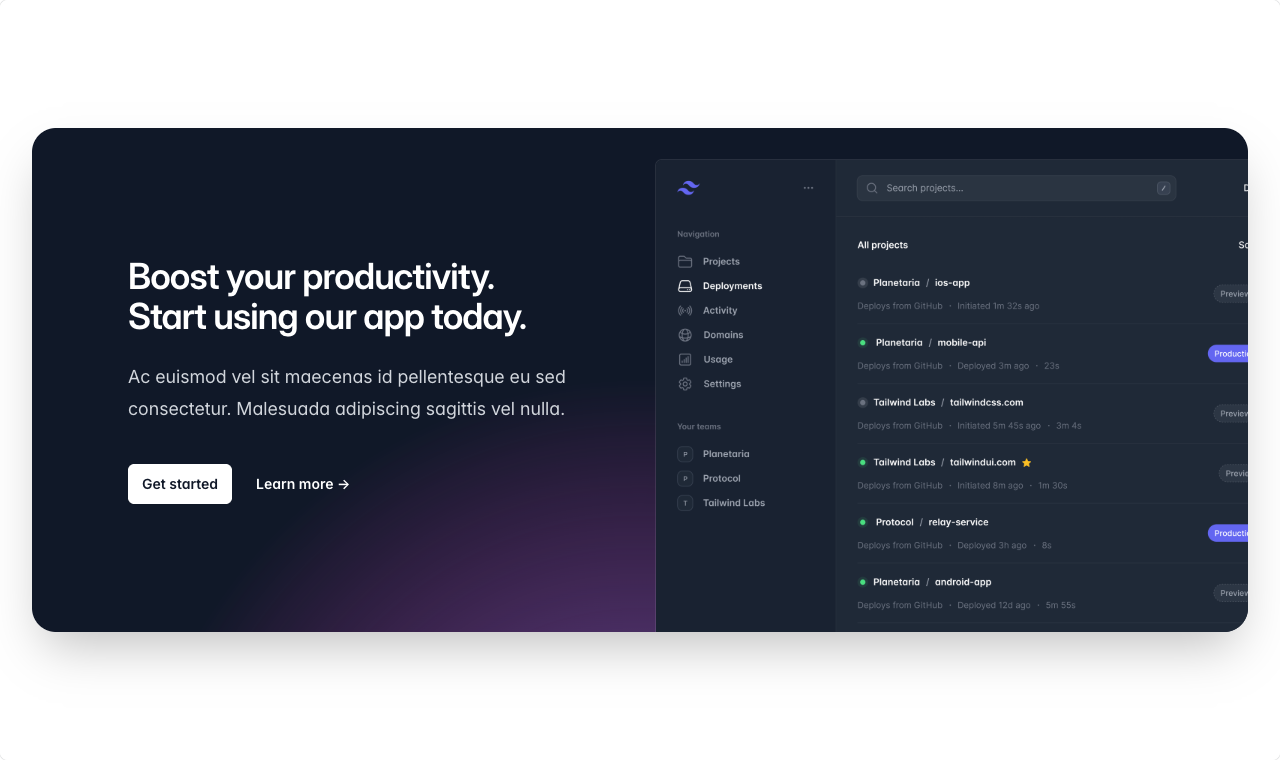 Boost your productivity.
Start using our app today.
Ac euismod vel sit maecenas id pellentesque eu sed
consectetur. Malesuada adipiscing sagittis vel nulla.
Get started
Learn more →
Navigation
Projects
Deployments
Activity
Domains
Usage
Settings
Your teams
P Planetaria
P Protocol
T Tailwind Labs
Search projects... /
D
All projects
So
Planetaria / ios-app
Deploys from GitHub · Initiated 1m 32s ago
Preview
Planetaria / mobile-api
Deploys from GitHub · Deployed 3m ago · 23s
Producti
Tailwind Labs / tailwindcss.com
Deploys from GitHub · Initiated 5m 45s ago · 3m 4s
Preview
Tailwind Labs / tailwindui.com
Deploys from GitHub · Initiated 8m ago · 1m 30s
Previe
Protocol / relay-service
Deploys from GitHub · Deployed 3h ago · 8s
Producti
Planetaria / android-app
Deploys from GitHub · Deployed 12d ago · 5m 55s
Preview